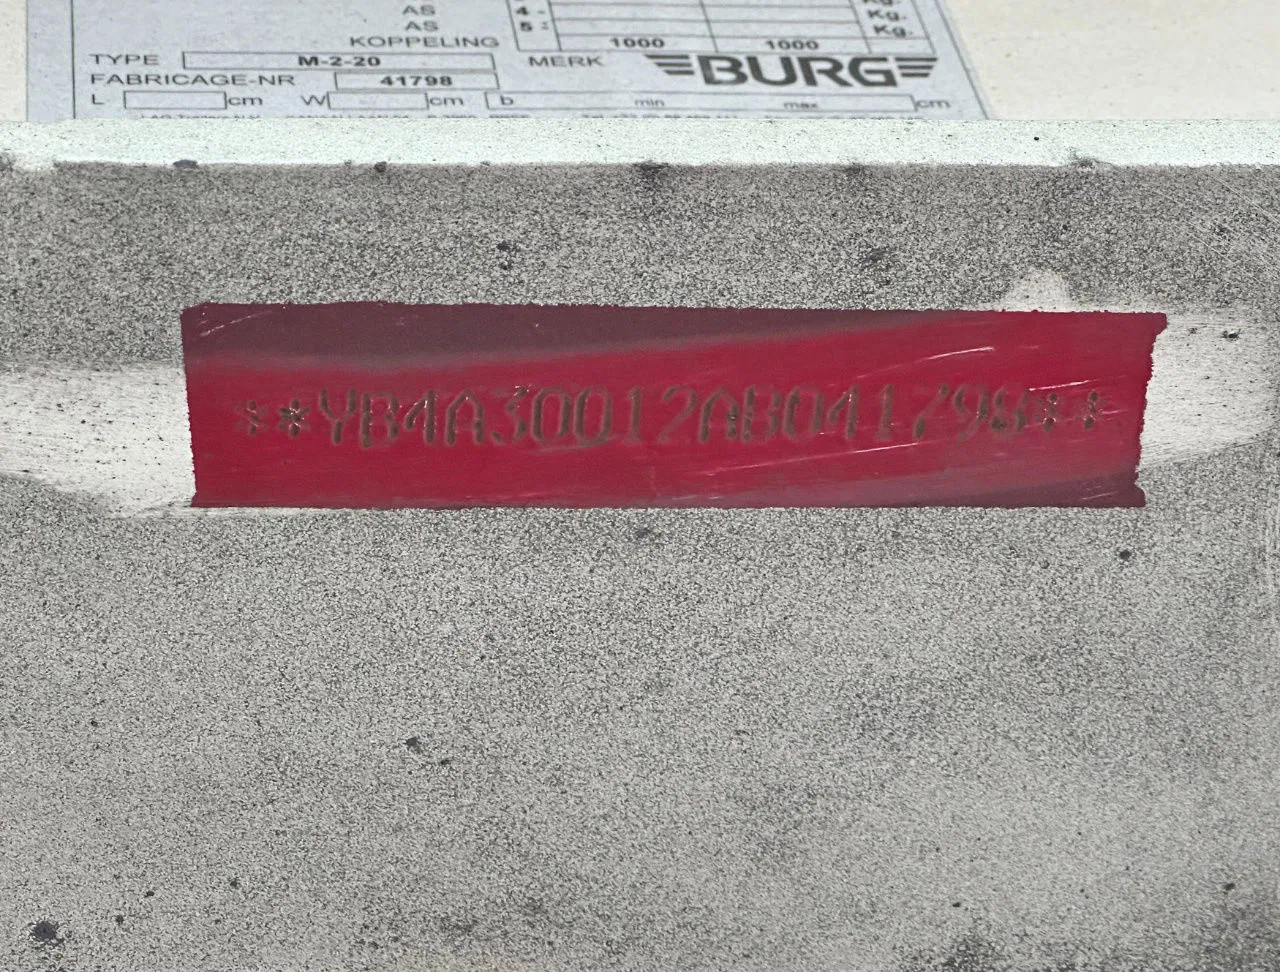 AS 4 - Kg.
AS 5 : Kg.
KOPPELING 1000 1000 Kg.
TYPE M-2-20 MERK BURG
FABRICAGE-NR 41798
L cm W cm b min max cm
**YB4A30012AB041798**